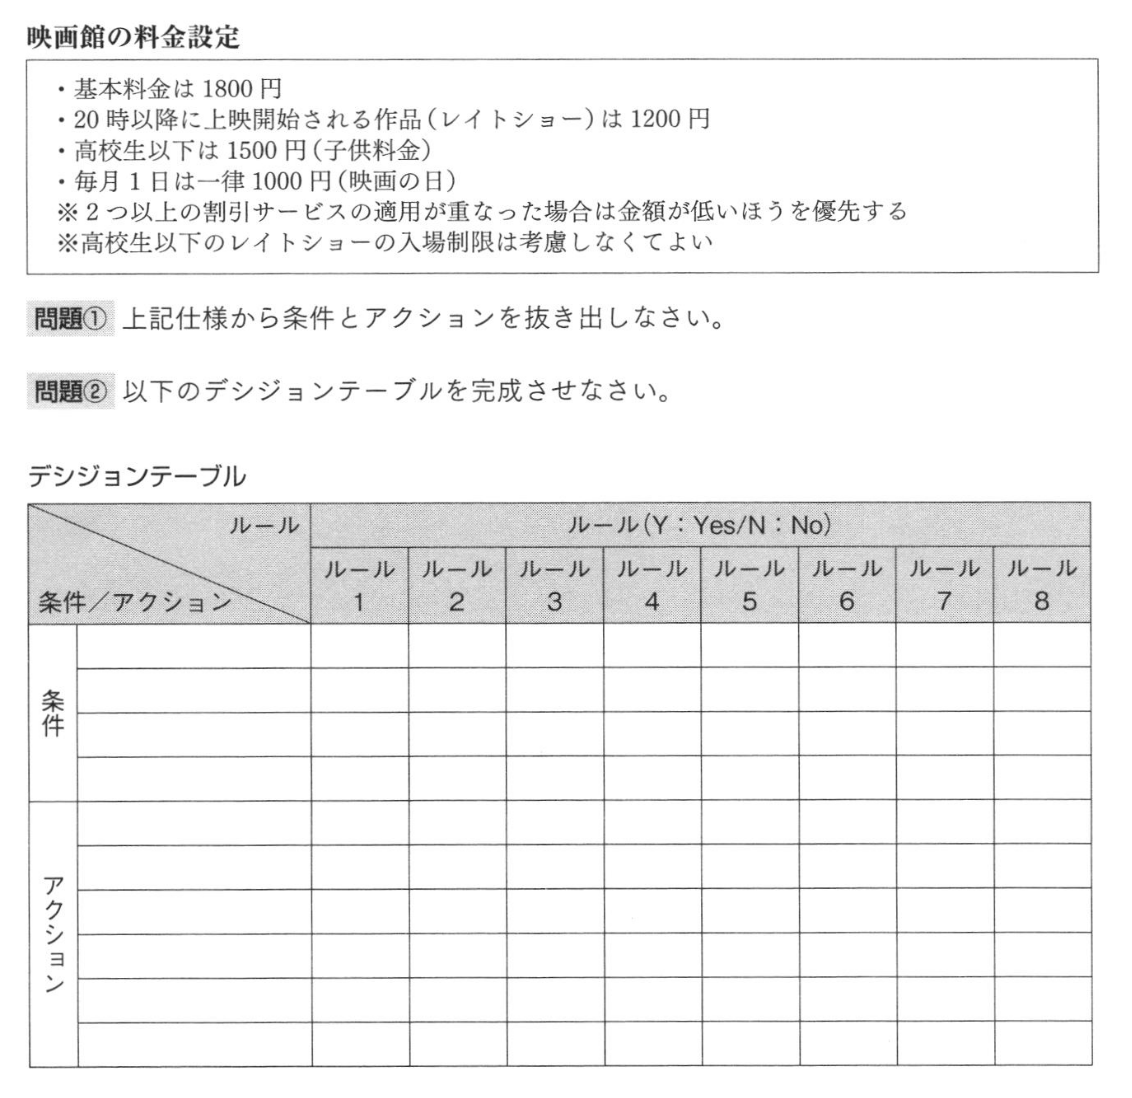 映画館の料金設定
・基本料金は 1800 円
・20 時以降に上映開始される作品(レイトショー)は 1200 円
・高校生以下は 1500 円(子供料金)
・毎月 1 日は一律 1000 円(映画の日)
※ 2 つ以上の割引サービスの適用が重なった場合は金額が低いほうを優先する
※高校生以下のレイトショーの入場制限は考慮しなくてよい
問題① 上記仕様から条件とアクションを抜き出しなさい。
問題② 以下のデシジョンテーブルを完成させなさい。
デシジョンテーブル
ルール
条件／アクション
ルール(Y：Yes/N：No)
ルール 1
ルール 2
ルール 3
ルール 4
ルール 5
ルール 6
ルール 7
ルール 8
条件
アクション